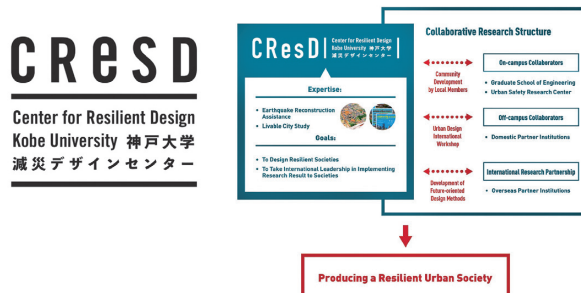 CResD
Center for Resilient Design
Kobe University 神戸大学
減災デザインセンター
CResD
Center for Resilient Design
Kobe University 神戸大学
減災デザインセンター
Expertise:
• Earthquake Reconstruction
Assistance
• Livable City Study
Goals:
• To Design Resilient Societies
• To Take International Leadership in Implementing
Research Result to Societies
Collaborative Research Structure
Community
Development
by Local Members
On-campus Collaborators
• Graduate School of Engineering
• Urban Safety Research Center
Urban Design
International
Workshop
Off-campus Collaborators
• Domestic Partner Institutions
Development of
Future-oriented
Design Methods
International Research Partnership
• Overseas Partner Institutions
Producing a Resilient Urban Society